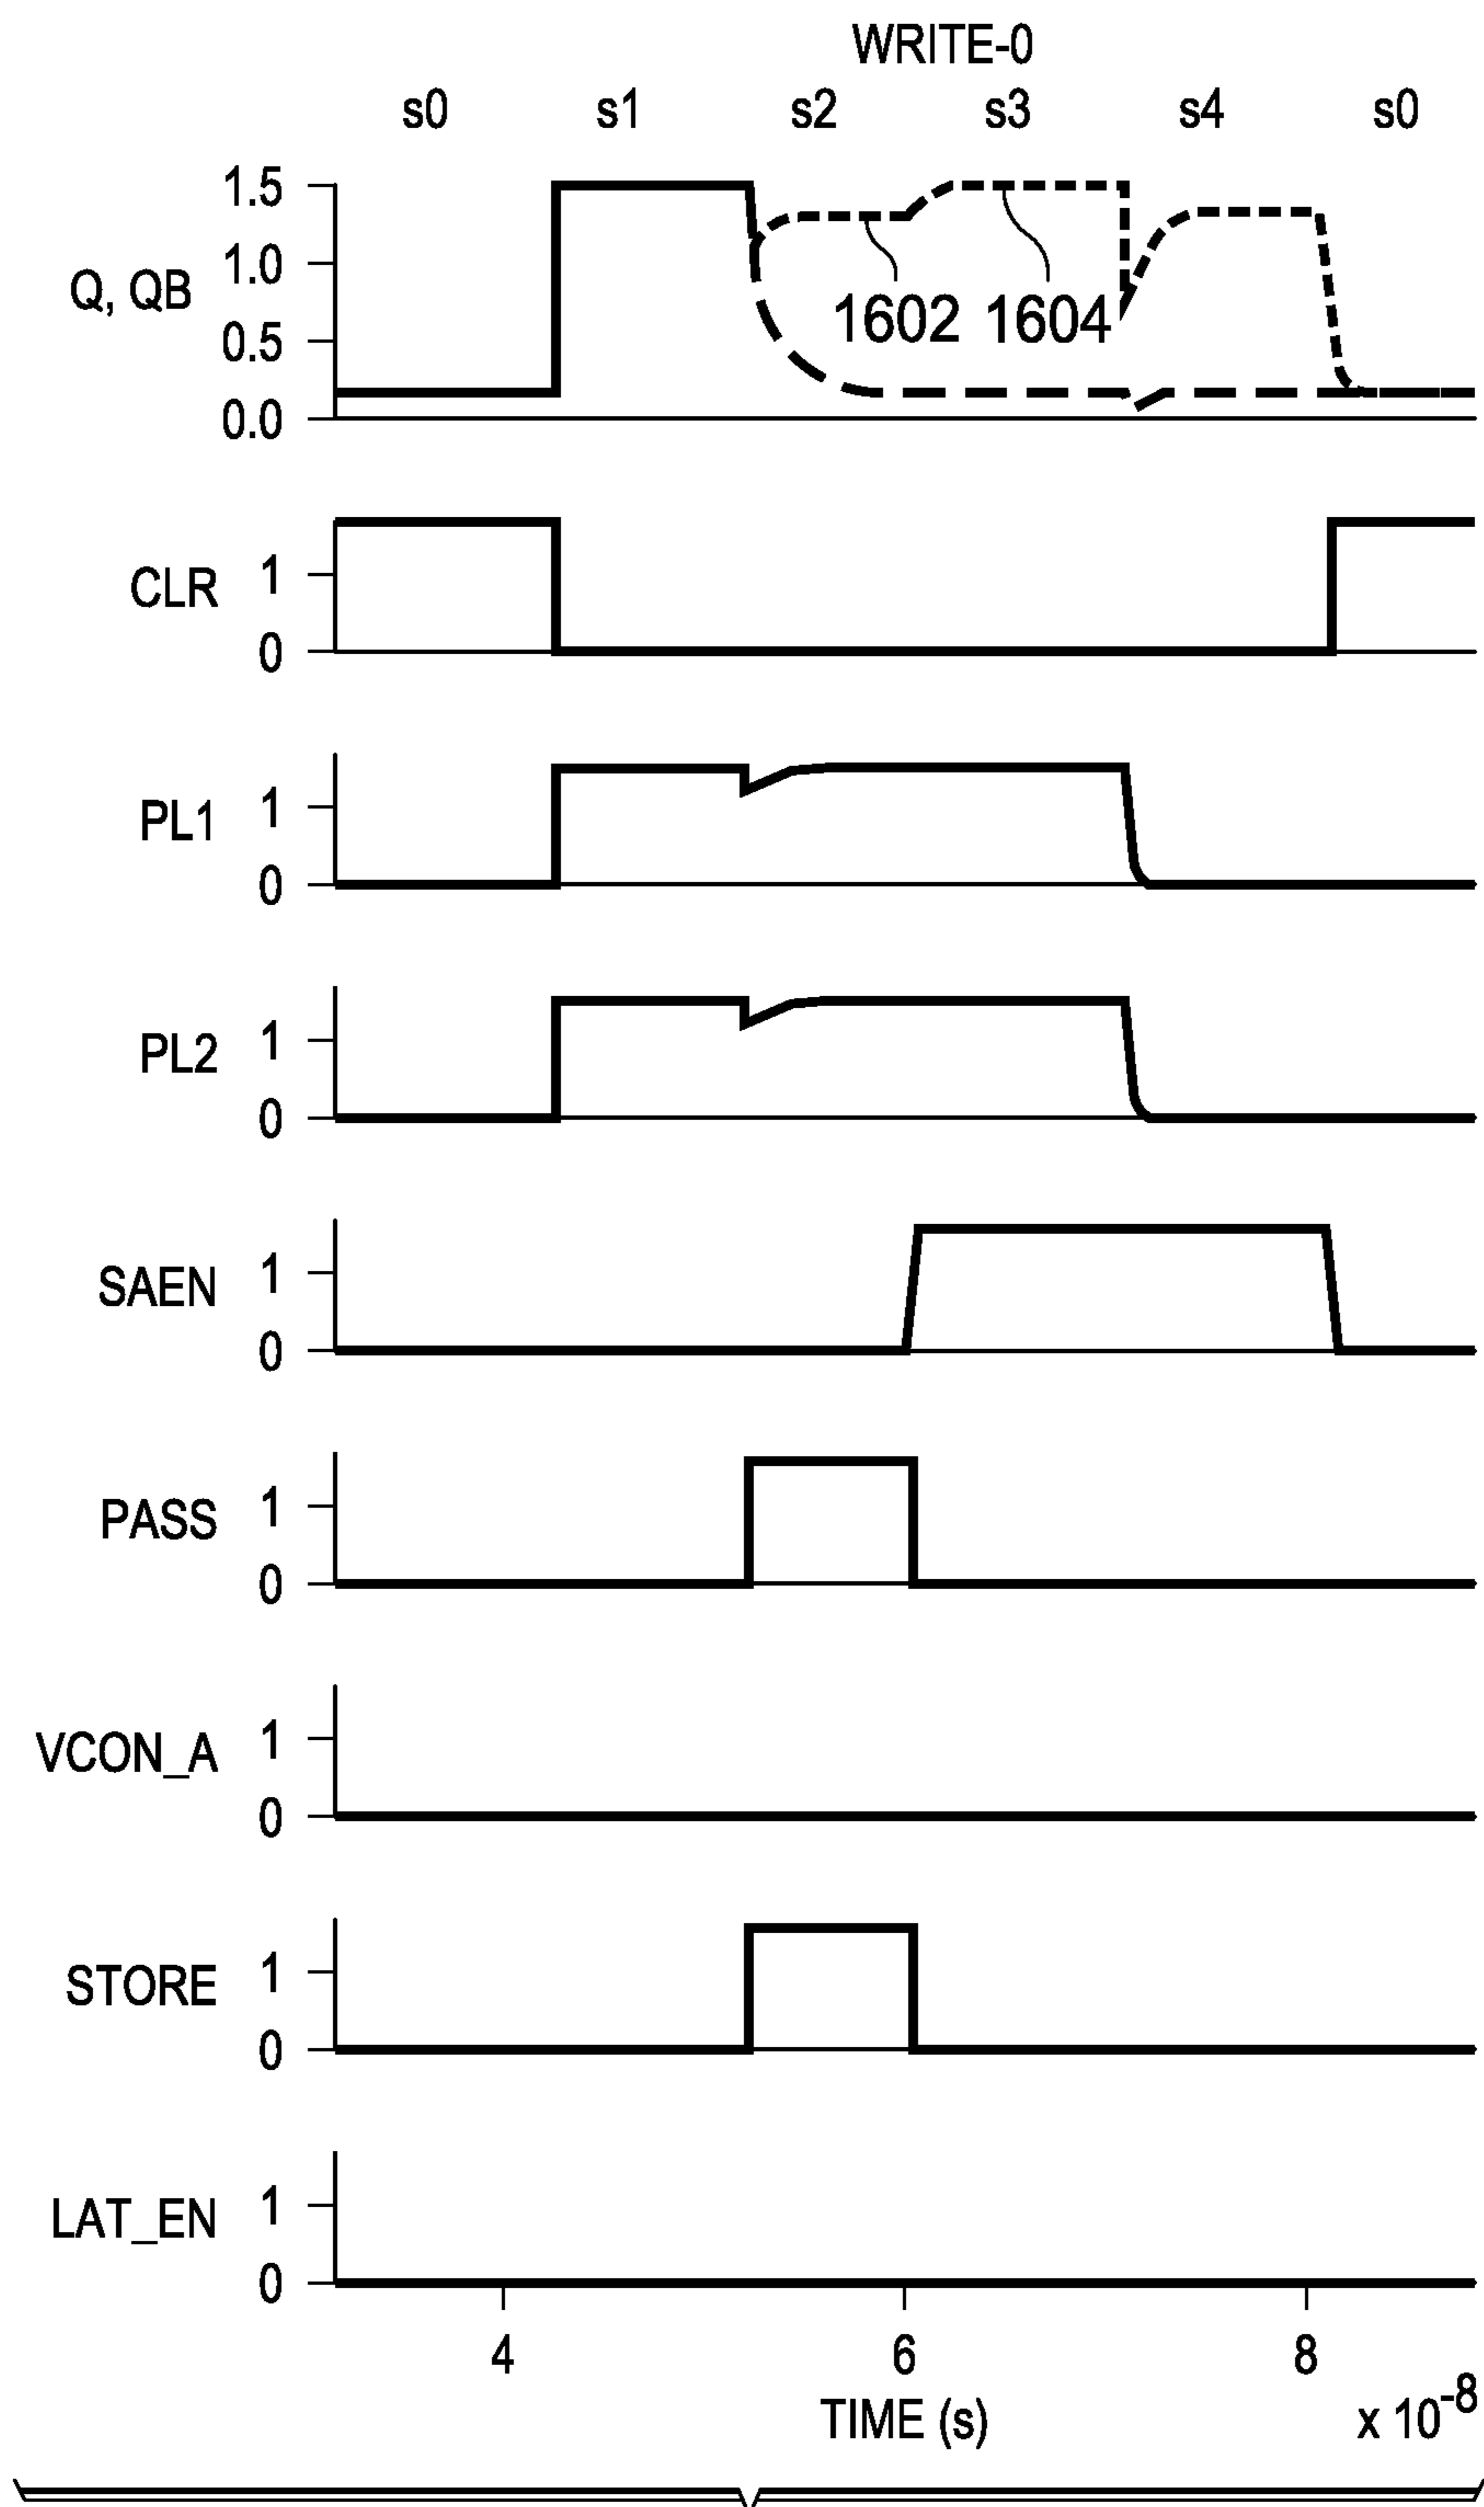 WRITE-0
s0 s1 s2 s3 s4 s0
1.5
1.0
Q, QB
1602 1604
0.5
0.0
1
CLR
0
1
PL1
0
1
PL2
0
1
SAEN
0
1
PASS
0
1
VCON_A
0
1
STORE
0
1
LAT_EN
0
4 6 8
TIME (s) x 10-8